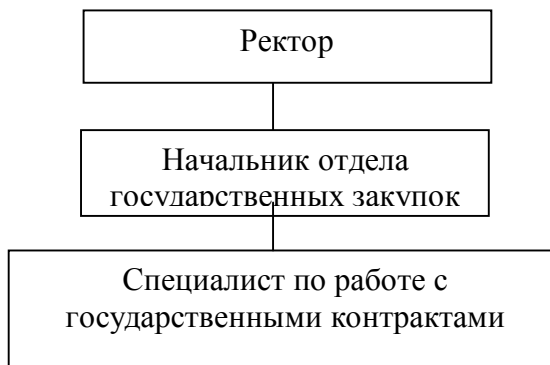 Ректор
Начальник отдела
государственных закупок
Специалист по работе с
государственными контрактами